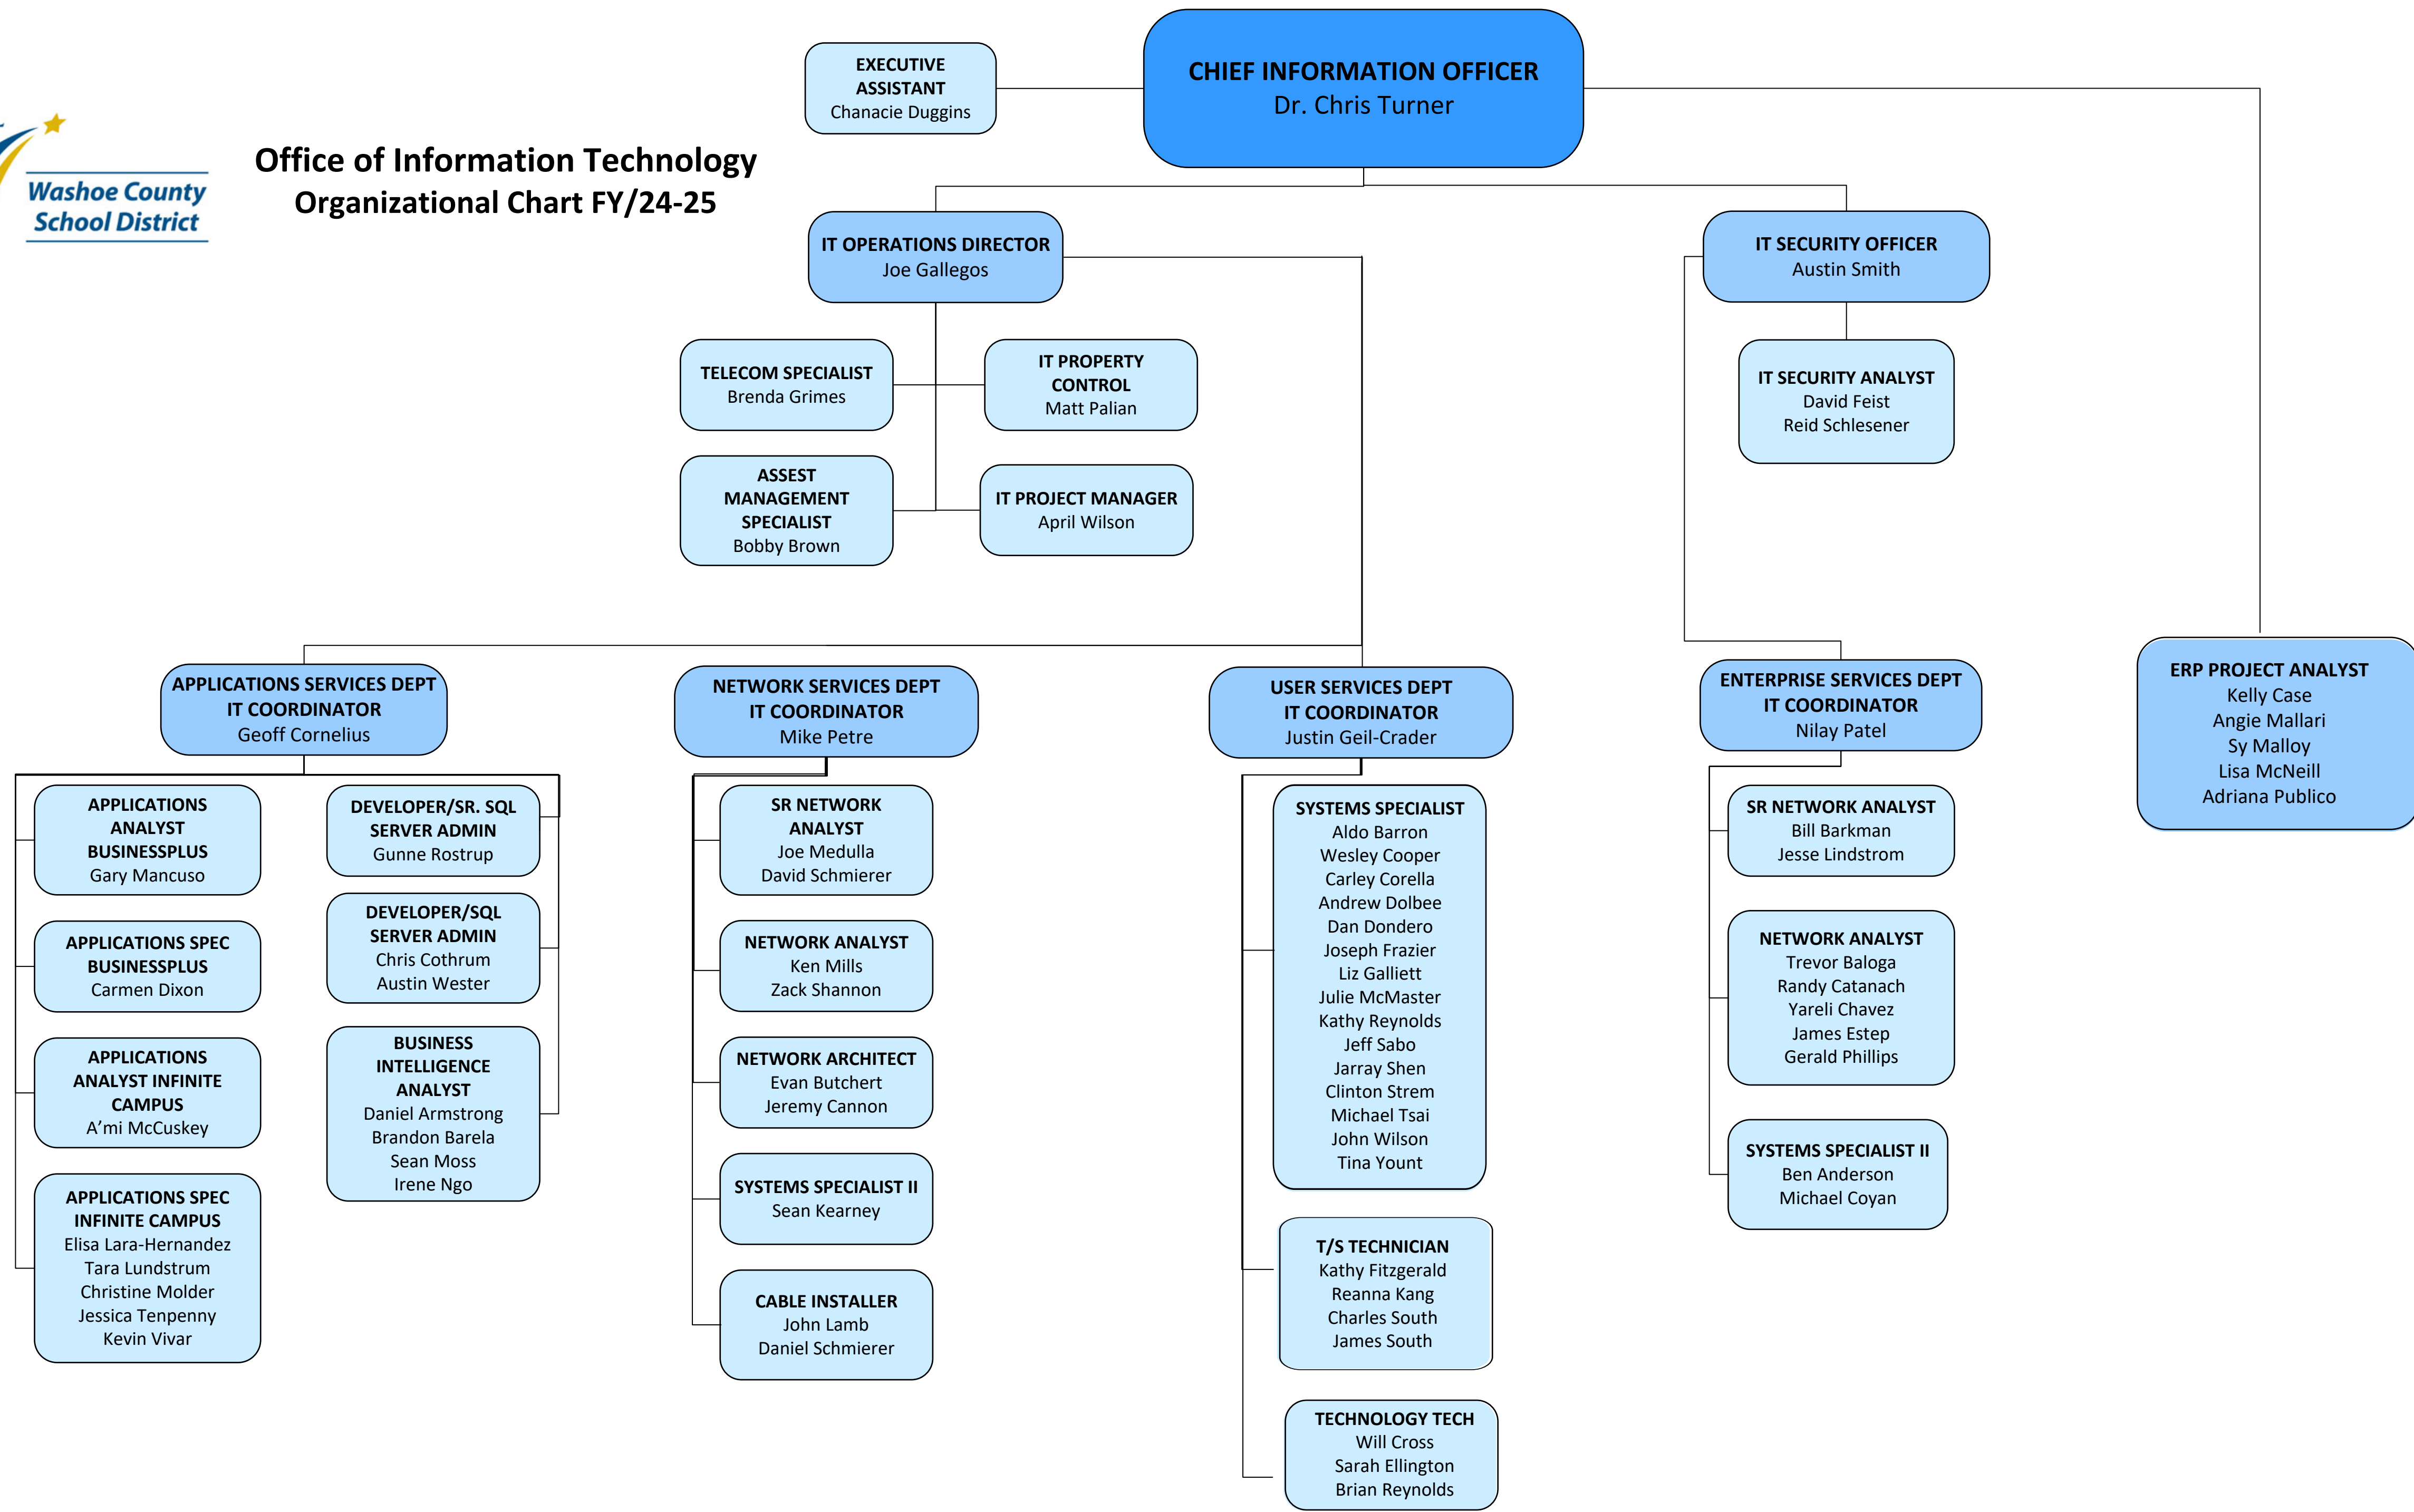 EXECUTIVE
ASSISTANT
Chanacie Duggins
CHIEF INFORMATION OFFICER
Dr. Chris Turner
Washoe County
School District
Office of Information Technology
Organizational Chart FY/24-25
IT OPERATIONS DIRECTOR
Joe Gallegos
IT SECURITY OFFICER
Austin Smith
TELECOM SPECIALIST
Brenda Grimes
IT PROPERTY
CONTROL
Matt Palian
IT SECURITY ANALYST
David Feist
Reid Schlesener
ASSEST
MANAGEMENT
SPECIALIST
Bobby Brown
IT PROJECT MANAGER
April Wilson
APPLICATIONS SERVICES DEPT
IT COORDINATOR
Geoff Cornelius
NETWORK SERVICES DEPT
IT COORDINATOR
Mike Petre
USER SERVICES DEPT
IT COORDINATOR
Justin Geil-Crader
ENTERPRISE SERVICES DEPT
IT COORDINATOR
Nilay Patel
ERP PROJECT ANALYST
Kelly Case
Angie Mallari
Sy Malloy
Lisa McNeill
Adriana Publico
APPLICATIONS
ANALYST
BUSINESSPLUS
Gary Mancuso
APPLICATIONS SPEC
BUSINESSPLUS
Carmen Dixon
APPLICATIONS
ANALYST INFINITE
CAMPUS
A’mi McCuskey
APPLICATIONS SPEC
INFINITE CAMPUS
Elisa Lara-Hernandez
Tara Lundstrum
Christine Molder
Jessica Tenpenny
Kevin Vivar
DEVELOPER/SR. SQL
SERVER ADMIN
Gunne Rostrup
DEVELOPER/SQL
SERVER ADMIN
Chris Cothrum
Austin Wester
BUSINESS
INTELLIGENCE
ANALYST
Daniel Armstrong
Brandon Barela
Sean Moss
Irene Ngo
SR NETWORK
ANALYST
Joe Medulla
David Schmierer
NETWORK ANALYST
Ken Mills
Zack Shannon
NETWORK ARCHITECT
Evan Butchert
Jeremy Cannon
SYSTEMS SPECIALIST II
Sean Kearney
CABLE INSTALLER
John Lamb
Daniel Schmierer
SYSTEMS SPECIALIST
Aldo Barron
Wesley Cooper
Carley Corella
Andrew Dolbee
Dan Dondero
Joseph Frazier
Liz Galliett
Julie McMaster
Kathy Reynolds
Jeff Sabo
Jarray Shen
Clinton Strem
Michael Tsai
John Wilson
Tina Yount
T/S TECHNICIAN
Kathy Fitzgerald
Reanna Kang
Charles South
James South
TECHNOLOGY TECH
Will Cross
Sarah Ellington
Brian Reynolds
SR NETWORK ANALYST
Bill Barkman
Jesse Lindstrom
NETWORK ANALYST
Trevor Baloga
Randy Catanach
Yareli Chavez
James Estep
Gerald Phillips
SYSTEMS SPECIALIST II
Ben Anderson
Michael Coyan